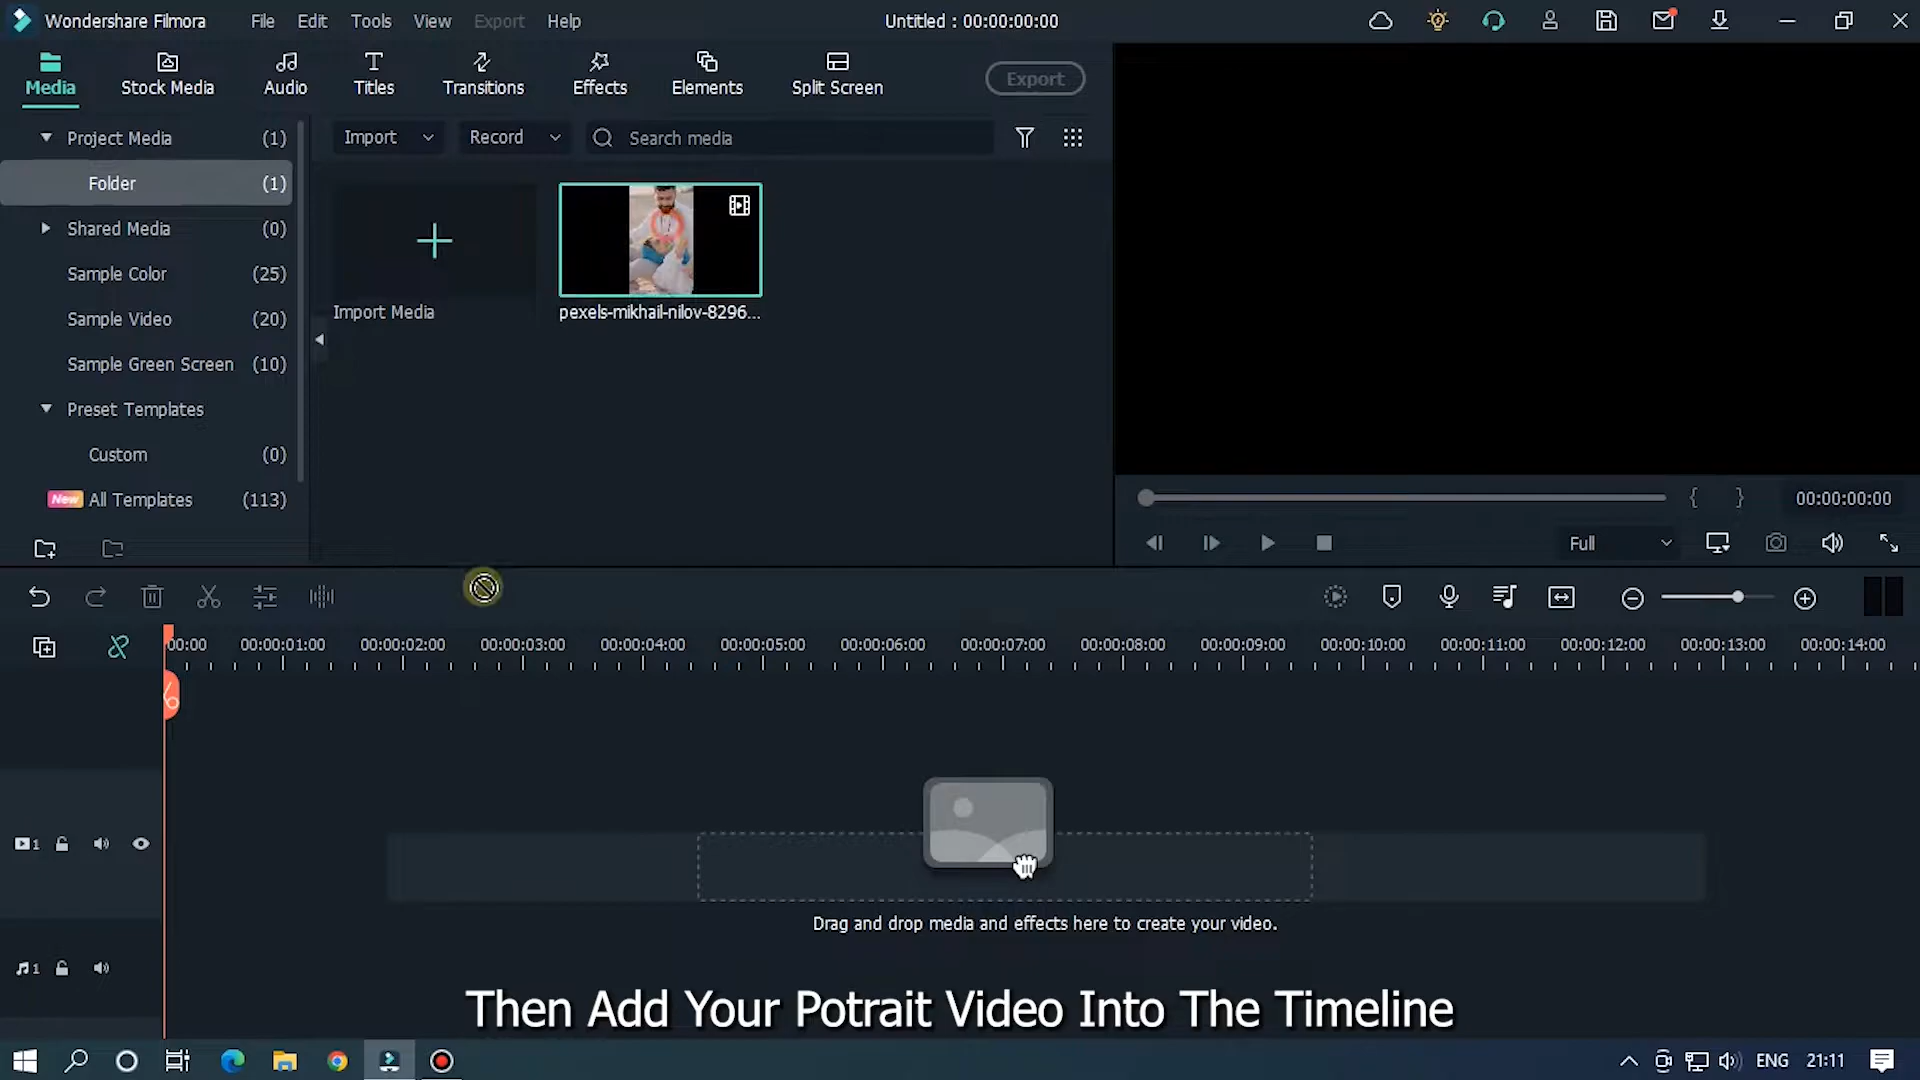 Wondershare Filmora
File Edit Tools View Export Help
Untitled : 00:00:00:00
Media Stock Media Audio Titles Transitions Effects Elements Split Screen
Export
Project Media (1)
Folder (1)
Shared Media (0)
Sample Color (25)
Sample Video (20)
Sample Green Screen (10)
Preset Templates
Custom (0)
New All Templates (113)
Import Record Search media
Import Media
pexels-mikhail-nilov-8296...
{ } 00:00:00:00
Full
00:00 00:00:01:00 00:00:02:00 00:00:03:00 00:00:04:00 00:00:05:00 00:00:06:00 00:00:07:00 00:00:08:00 00:00:09:00 00:00:10:00 00:00:11:00 00:00:12:00 00:00:13:00 00:00:14:00
1
Drag and drop media and effects here to create your video.
1
Then Add Your Potrait Video Into The Timeline
ENG 21:11